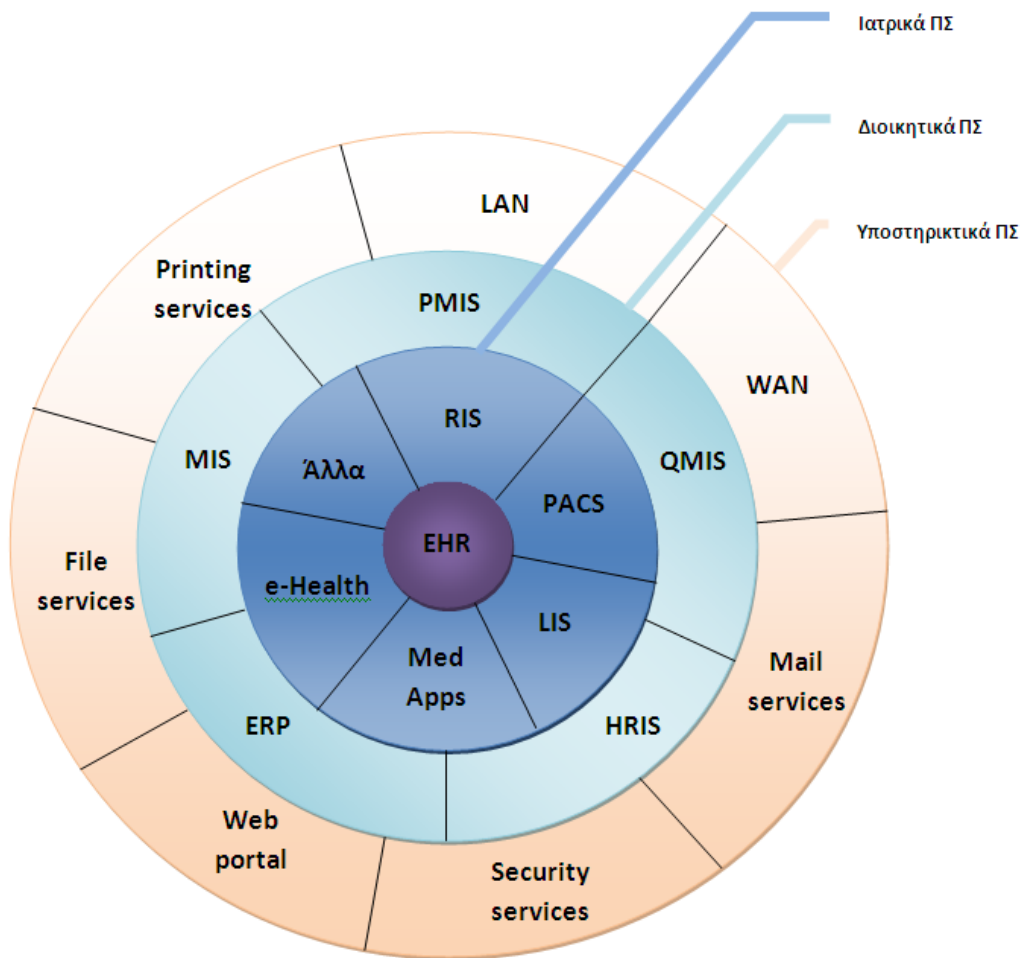 Ιατρικά ΠΣ
Διοικητικά ΠΣ
Υποστηρικτικά ΠΣ
LAN
Printing
services
WAN
File
services
Mail
services
Web
portal
Security
services
PMIS
MIS
QMIS
ERP
HRIS
RIS
Άλλα
PACS
e-Health
LIS
Med
Apps
EHR